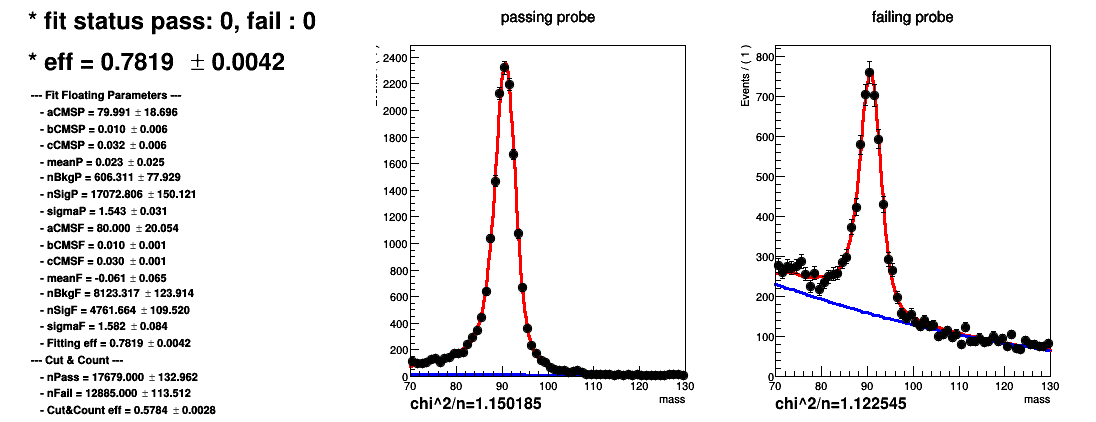 * fit status pass: 0, fail : 0
* eff = 0.7819 ± 0.0042
--- Fit Floating Parameters ---
- aCMSP = 79.991 ± 18.696
- bCMSP = 0.010 ± 0.006
- cCMSP = 0.032 ± 0.006
- meanP = 0.023 ± 0.025
- nBkgP = 606.311 ± 77.929
- nSigP = 17072.806 ± 150.121
- sigmaP = 1.543 ± 0.031
- aCMSF = 80.000 ± 20.054
- bCMSF = 0.010 ± 0.001
- cCMSF = 0.030 ± 0.001
- meanF = -0.061 ± 0.065
- nBkgF = 8123.317 ± 123.914
- nSigF = 4761.664 ± 109.520
- sigmaF = 1.582 ± 0.084
- Fitting eff = 0.7819 ± 0.0042
--- Cut & Count ---
- nPass = 17679.000 ± 132.962
- nFail = 12885.000 ± 113.512
- Cut&Count eff = 0.5784 ± 0.0028
passing probe
2400
2200
2000
1800
1600
1400
1200
1000
800
600
400
200
0
70 80 90 100 110 120 130
mass
chi^2/n=1.150185
failing probe
Events / ( 1 )
800
700
600
500
400
300
200
100
0
70 80 90 100 110 120 130
mass
chi^2/n=1.122545